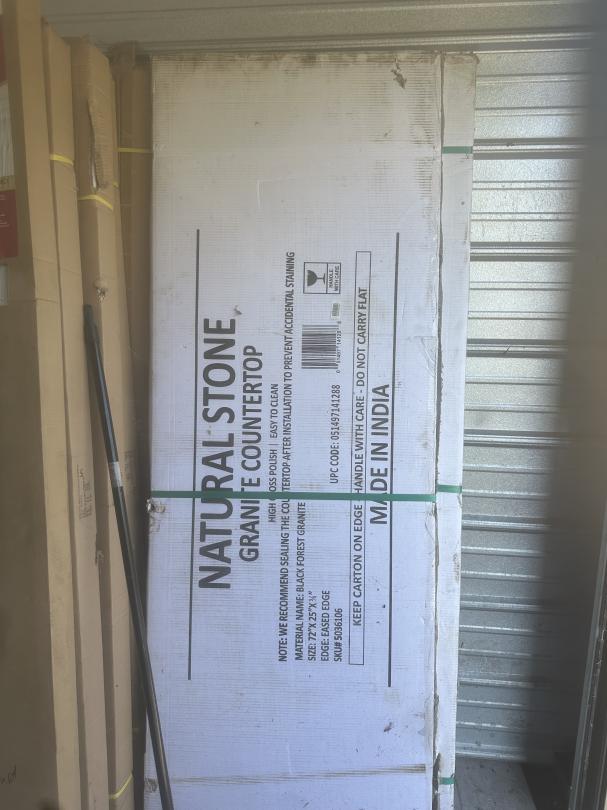 NATURAL STONE
GRANITE COUNTERTOP
HIGH GLOSS POLISH | EASY TO CLEAN
NOTE: WE RECOMMEND SEALING THE COUNTERTOP AFTER INSTALLATION TO PREVENT ACCIDENTAL STAINING
MATERIAL NAME: BLACK FOREST GRANITE
SIZE: 72"X 25"X ¾"
EDGE: EASED EDGE
SKU# 5036106
UPC CODE: 051497141288
HANDLE
WITH CARE
KEEP CARTON ON EDGE - HANDLE WITH CARE - DO NOT CARRY FLAT
MADE IN INDIA